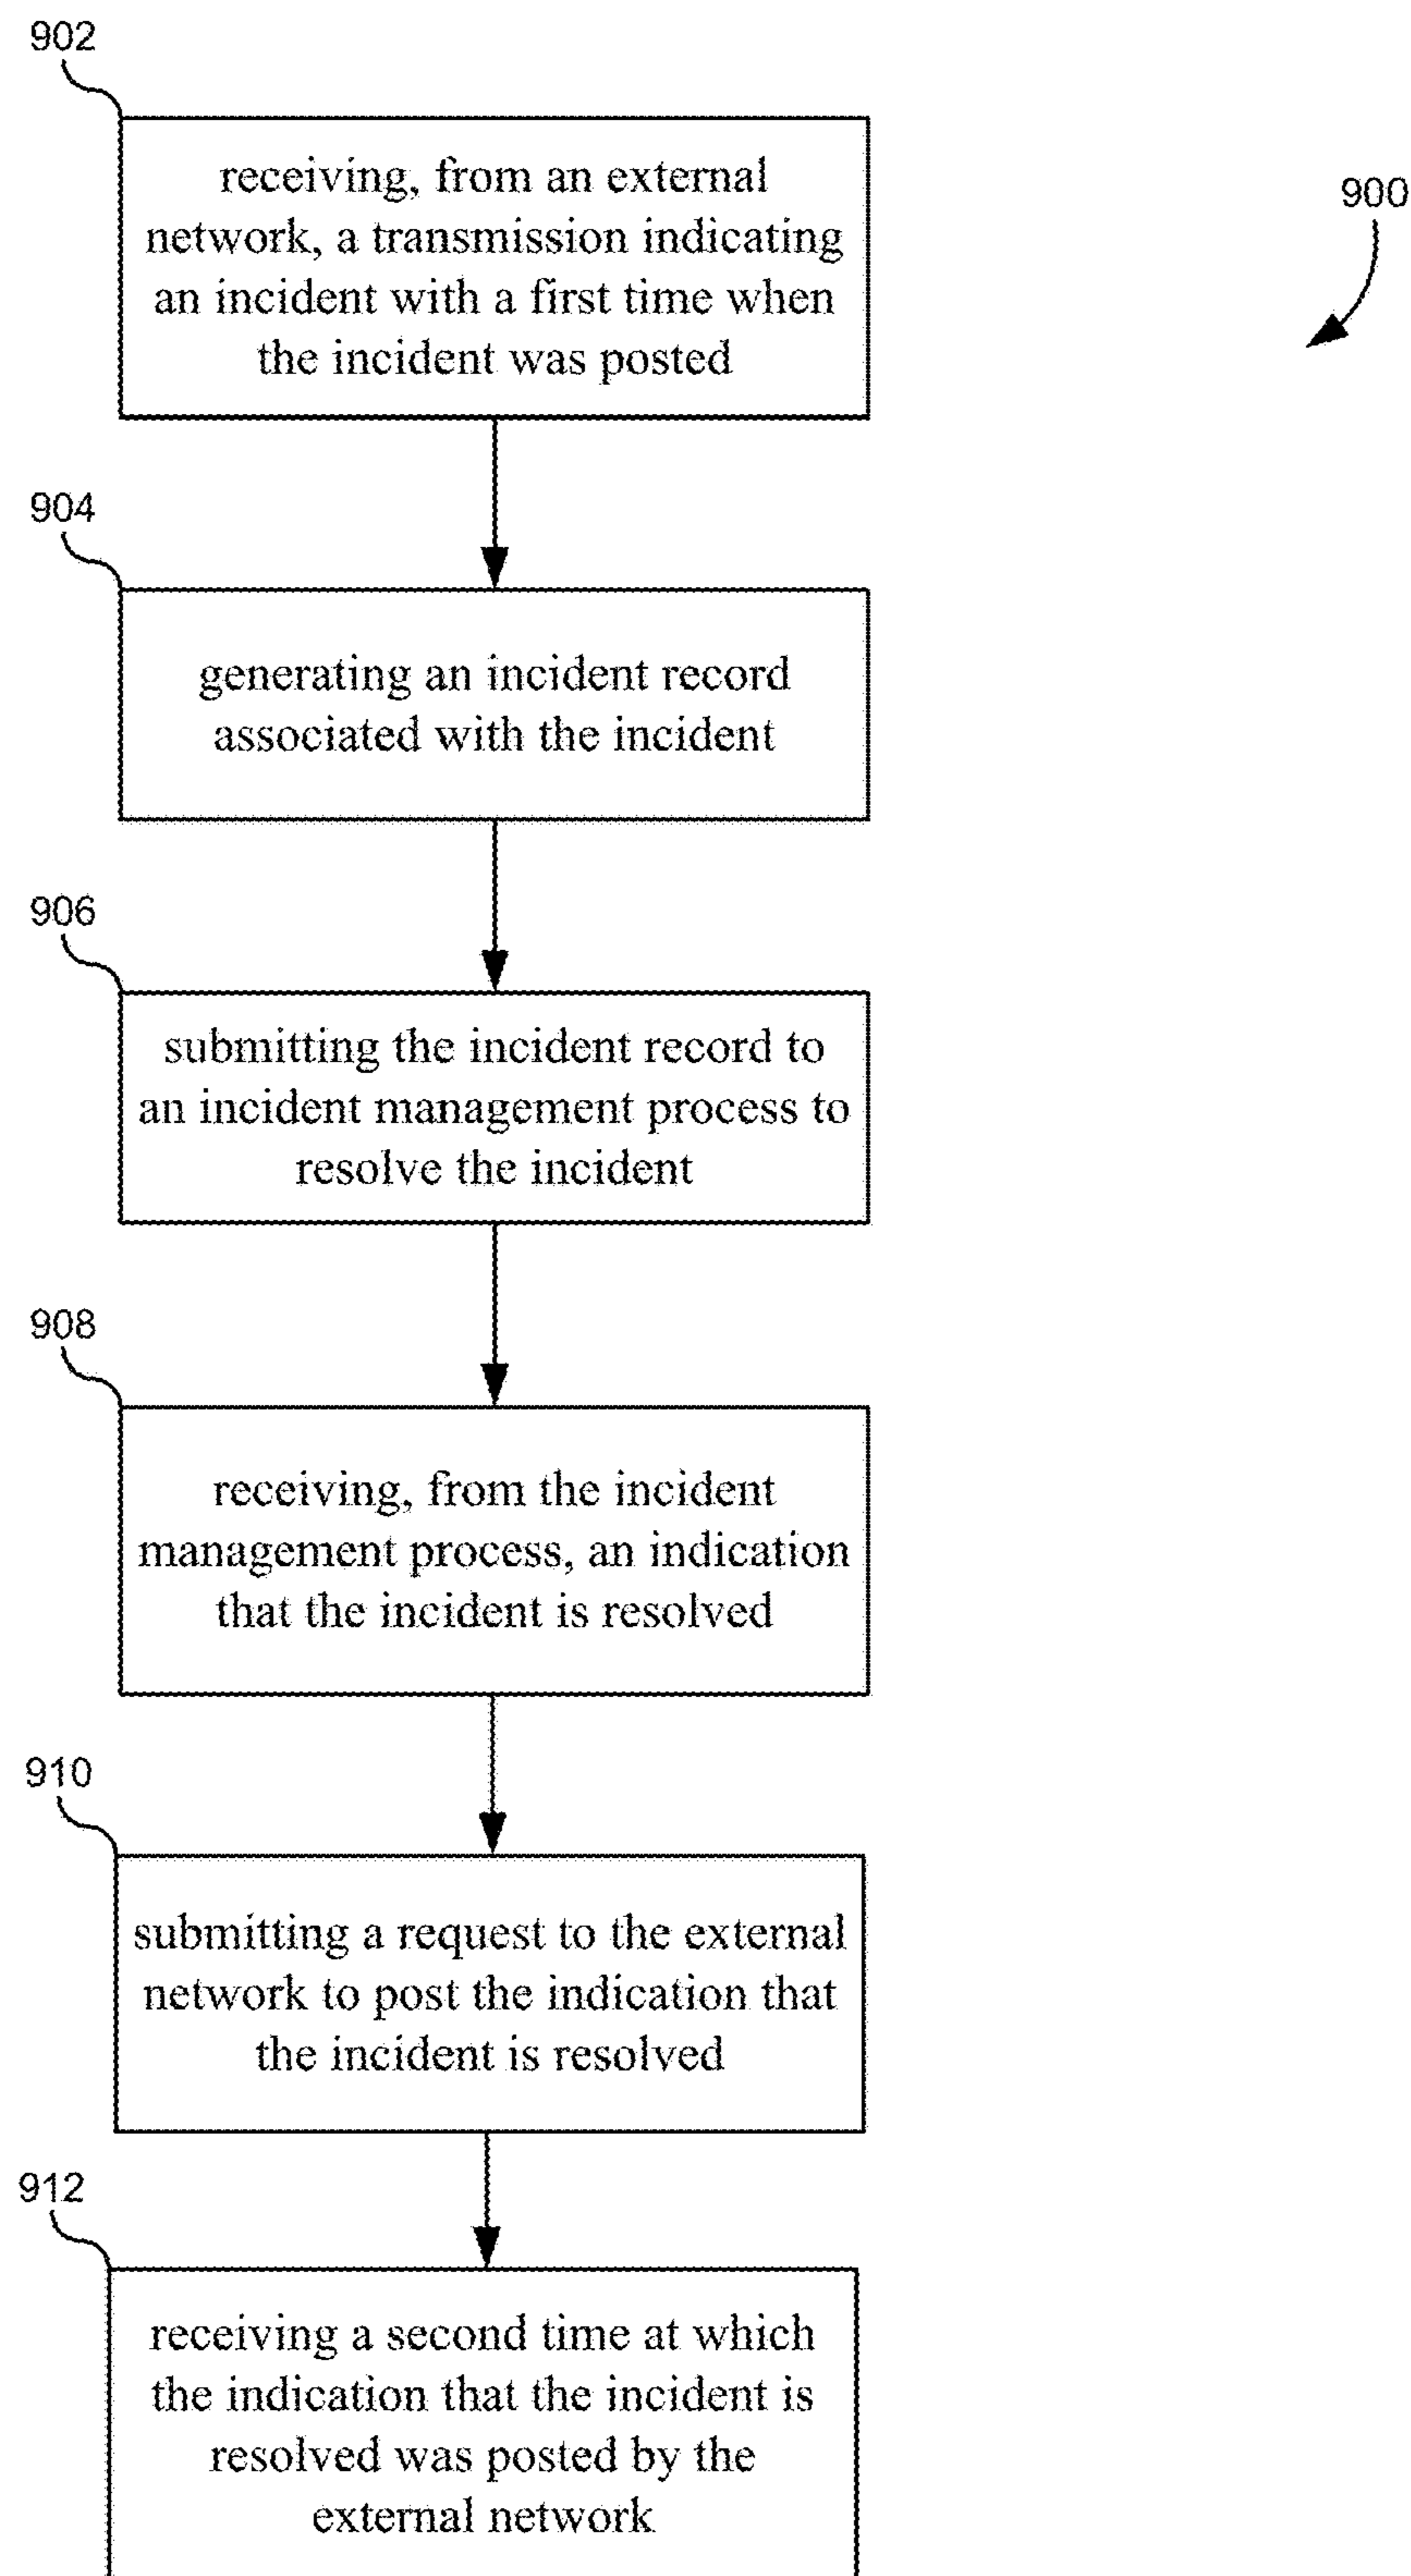 902
receiving, from an external
network, a transmission indicating
an incident with a first time when
the incident was posted
900
904
generating an incident record
associated with the incident
906
submitting the incident record to
an incident management process to
resolve the incident
908
receiving, from the incident
management process, an indication
that the incident is resolved
910
submitting a request to the external
network to post the indication that
the incident is resolved
912
receiving a second time at which
the indication that the incident is
resolved was posted by the
external network